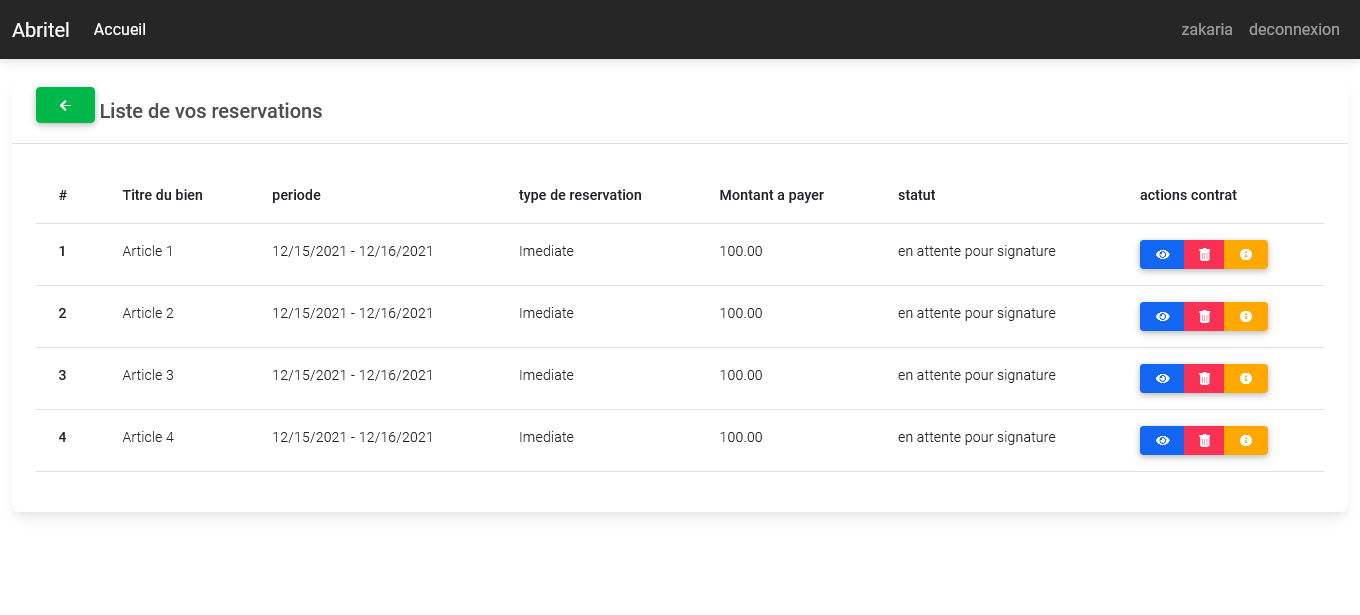 Abritel Accueil zakaria deconnexion
Liste de vos reservations
# Titre du bien periode type de reservation Montant a payer statut actions contrat
1 Article 1 12/15/2021 - 12/16/2021 Imediate 100.00 en attente pour signature
2 Article 2 12/15/2021 - 12/16/2021 Imediate 100.00 en attente pour signature
3 Article 3 12/15/2021 - 12/16/2021 Imediate 100.00 en attente pour signature
4 Article 4 12/15/2021 - 12/16/2021 Imediate 100.00 en attente pour signature